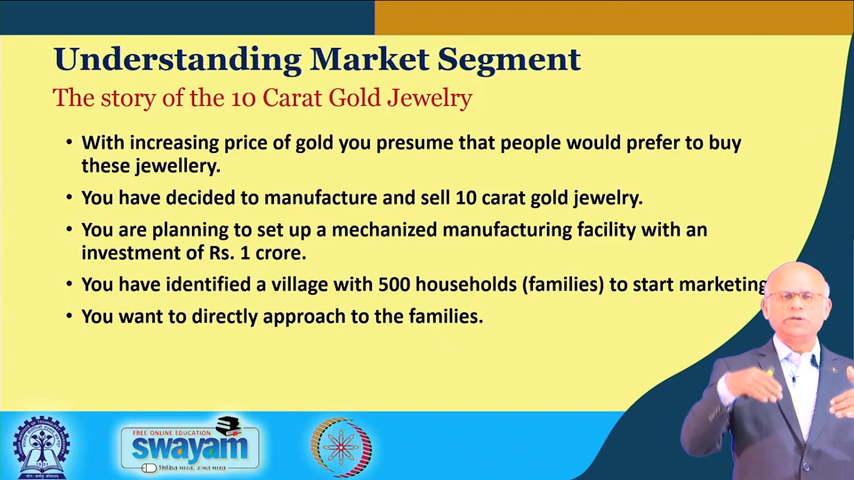 Understanding Market Segment
The story of the 10 Carat Gold Jewelry
• With increasing price of gold you presume that people would prefer to buy
these jewellery.
• You have decided to manufacture and sell 10 carat gold jewelry.
• You are planning to set up a mechanized manufacturing facility with an
investment of Rs. 1 crore.
• You have identified a village with 500 households (families) to start marketing
• You want to directly approach to the families.
FREE ONLINE EDUCATION
swayam
शिक्षित भारत, उन्नत भारत